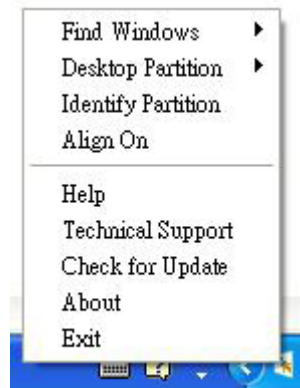 Find Windows
Desktop Partition
Identify Partition
Align On
Help
Technical Support
Check for Update
About
Exit